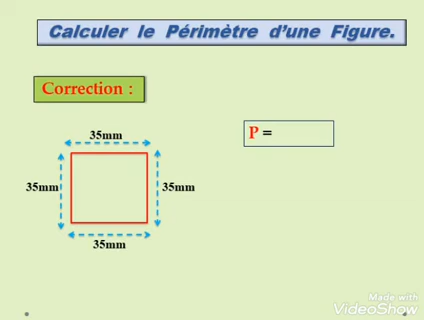 Calculer le Périmètre d'une Figure.
Correction :
35mm
P =
35mm
35mm
35mm
Made with
VideoShow